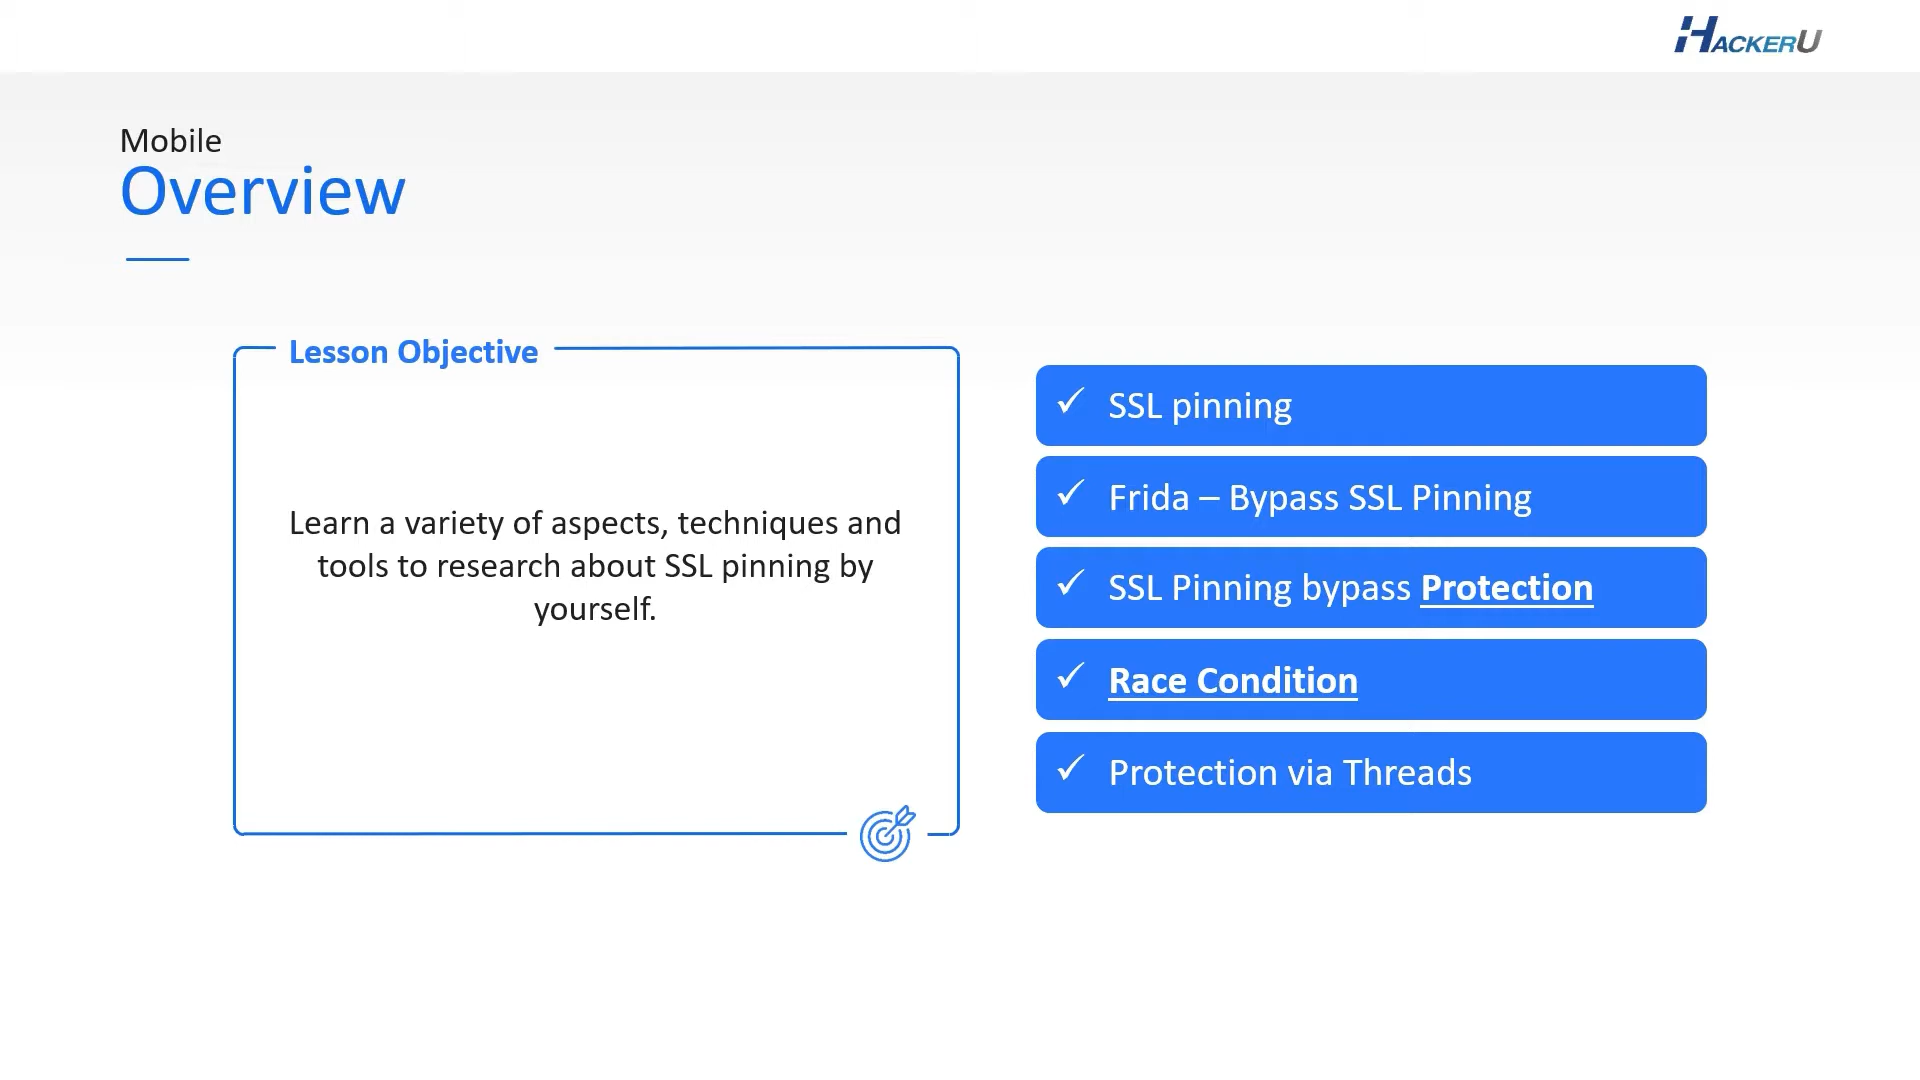 HACKERU
Mobile
Overview
Lesson Objective
Learn a variety of aspects, techniques and
tools to research about SSL pinning by
yourself.
✓ SSL pinning
✓ Frida – Bypass SSL Pinning
✓ SSL Pinning bypass Protection
✓ Race Condition
✓ Protection via Threads